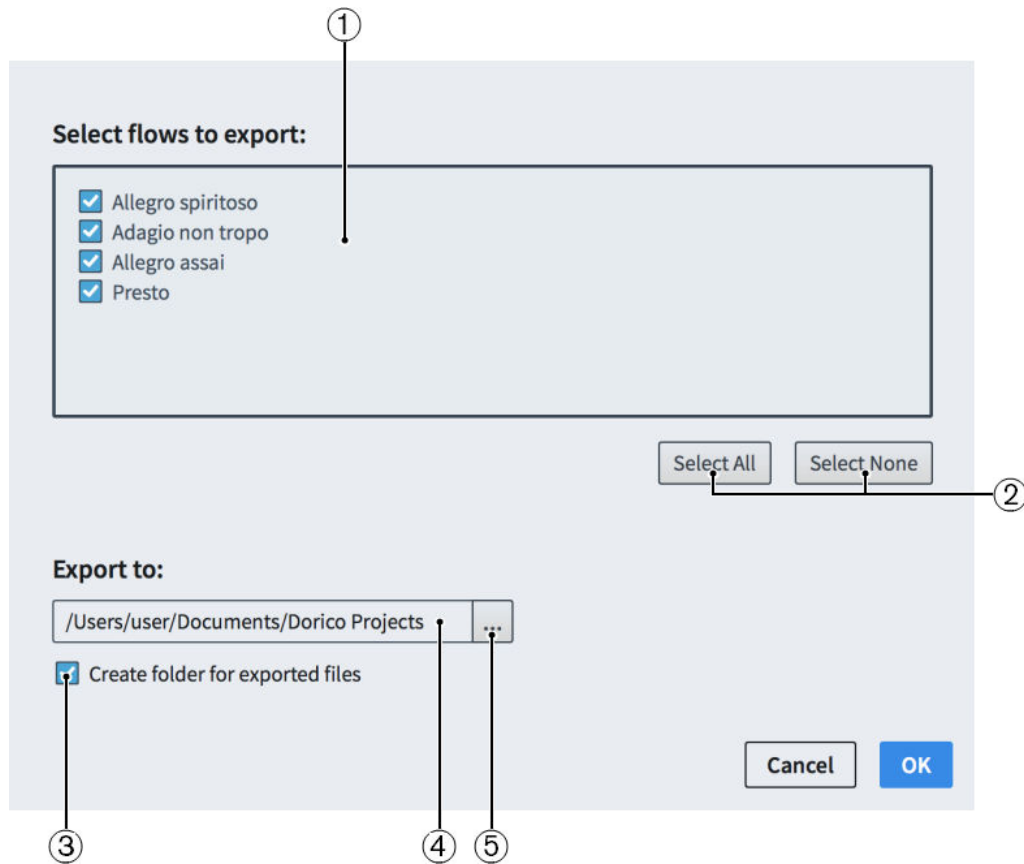 ①
Select flows to export:
Allegro spiritoso
Adagio non tropo
Allegro assai
Presto
Select All Select None
②
Export to:
/Users/user/Documents/Dorico Projects ...
Create folder for exported files
Cancel OK
③ ④ ⑤